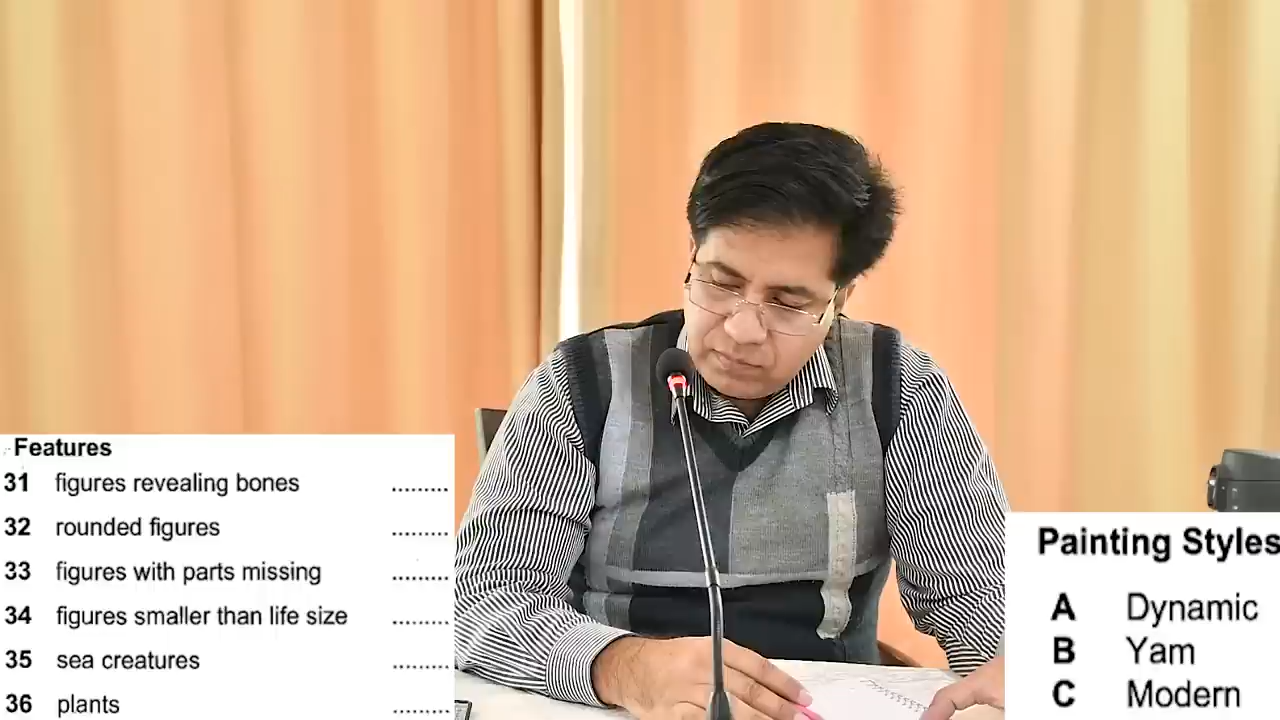 Features
31 figures revealing bones .........
32 rounded figures .........
33 figures with parts missing .........
34 figures smaller than life size .........
35 sea creatures .........
36 plants .........
Painting Styles
A Dynamic
B Yam
C Modern